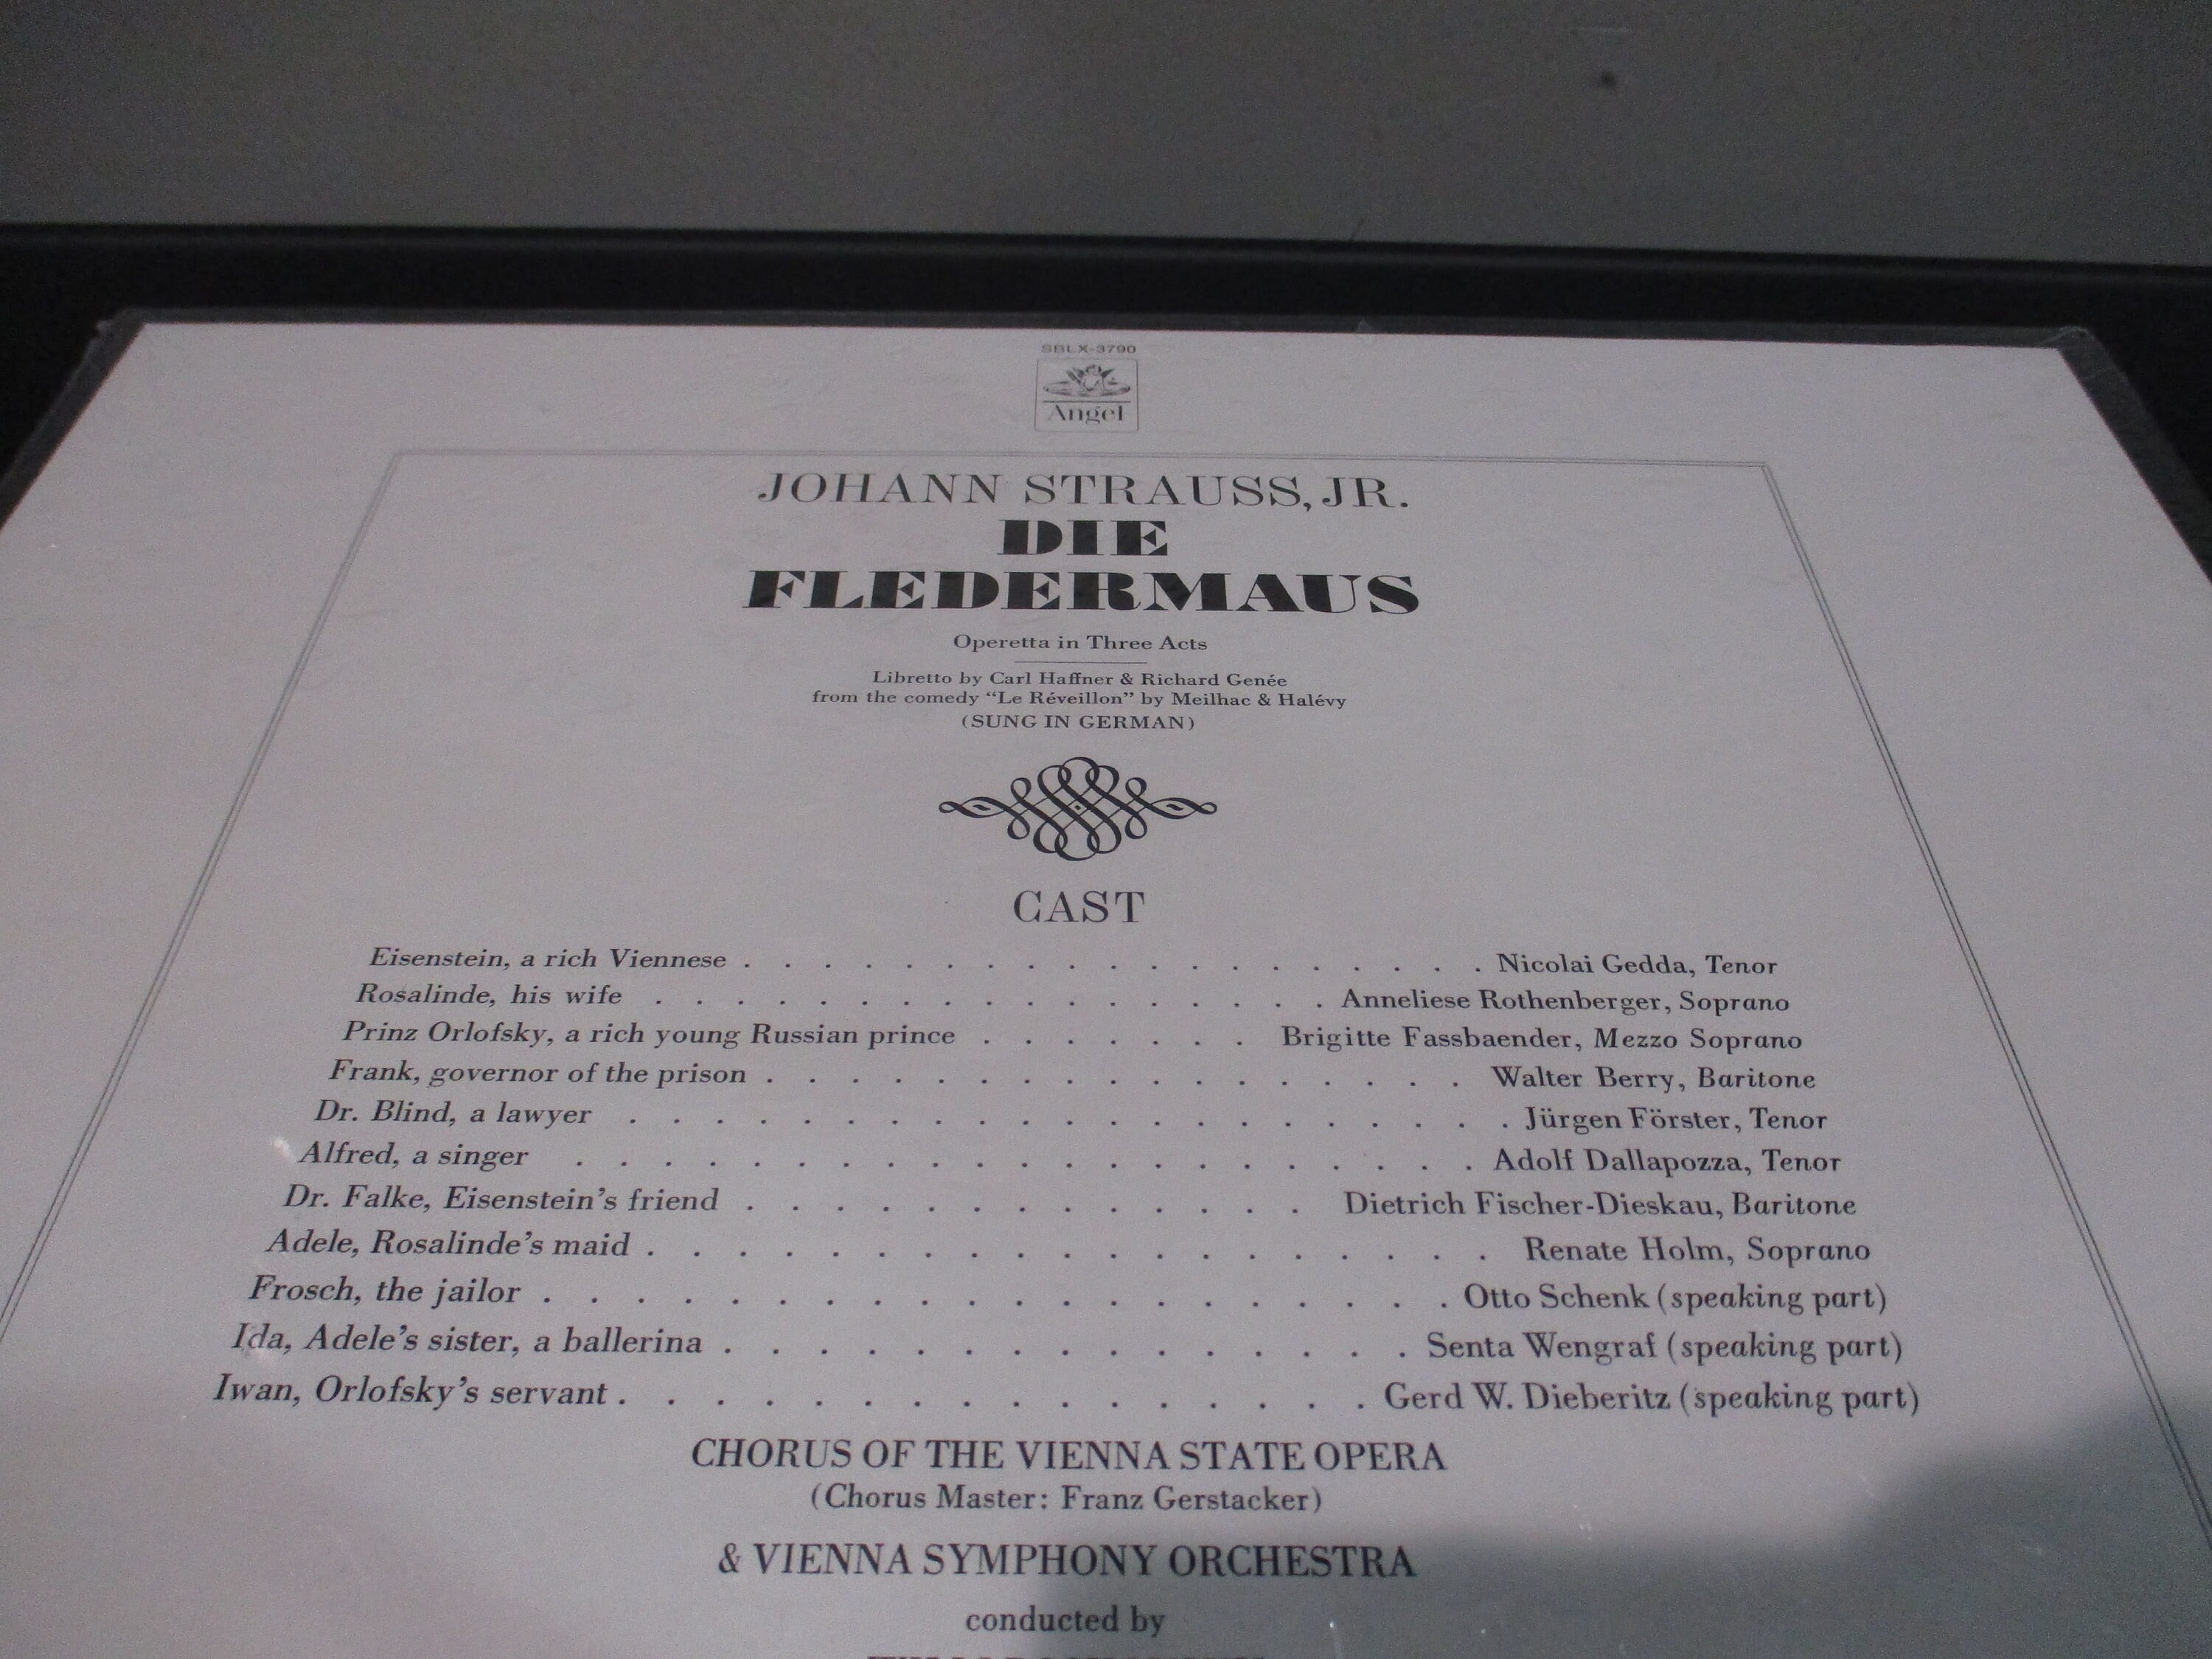 SBLX-3790
Angel
JOHANN STRAUSS, JR.
DIE
FLEDERMAUS
Operetta in Three Acts
Libretto by Carl Haffner & Richard Genée
from the comedy “Le Réveillon” by Meilhac & Halévy
(SUNG IN GERMAN)
CAST
Eisenstein, a rich Viennese . . . . . . . . . . . . . . . . . . . Nicolai Gedda, Tenor
Rosalinde, his wife . . . . . . . . . . . . . . . . . Anneliese Rothenberger, Soprano
Prinz Orlofsky, a rich young Russian prince . . . . . . . Brigitte Fassbaender, Mezzo Soprano
Frank, governor of the prison . . . . . . . . . . . . . . . . . Walter Berry, Baritone
Dr. Blind, a lawyer . . . . . . . . . . . . . . . . . . . . Jürgen Förster, Tenor
Alfred, a singer . . . . . . . . . . . . . . . . . . . . . Adolf Dallapozza, Tenor
Dr. Falke, Eisenstein’s friend . . . . . . . . . . . . . Dietrich Fischer-Dieskau, Baritone
Adele, Rosalinde’s maid . . . . . . . . . . . . . . . . . . . Renate Holm, Soprano
Frosch, the jailor . . . . . . . . . . . . . . . . . . . . Otto Schenk (speaking part)
Ida, Adele’s sister, a ballerina . . . . . . . . . . . . . . . Senta Wengraf (speaking part)
Iwan, Orlofsky’s servant . . . . . . . . . . . . . . . . Gerd W. Dieberitz (speaking part)
CHORUS OF THE VIENNA STATE OPERA
(Chorus Master: Franz Gerstacker)
& VIENNA SYMPHONY ORCHESTRA
conducted by